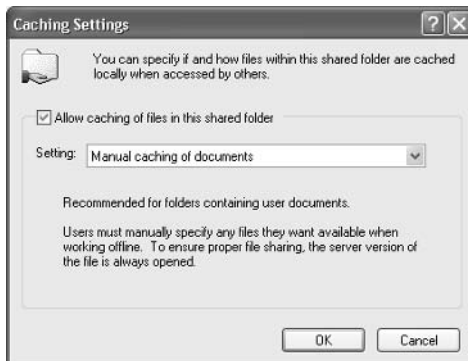 Caching Settings
You can specify if and how files within this shared folder are cached
locally when accessed by others.
Allow caching of files in this shared folder
Setting: Manual caching of documents
Recommended for folders containing user documents.
Users must manually specify any files they want available when
working offline. To ensure proper file sharing, the server version of
the file is always opened.
OK Cancel